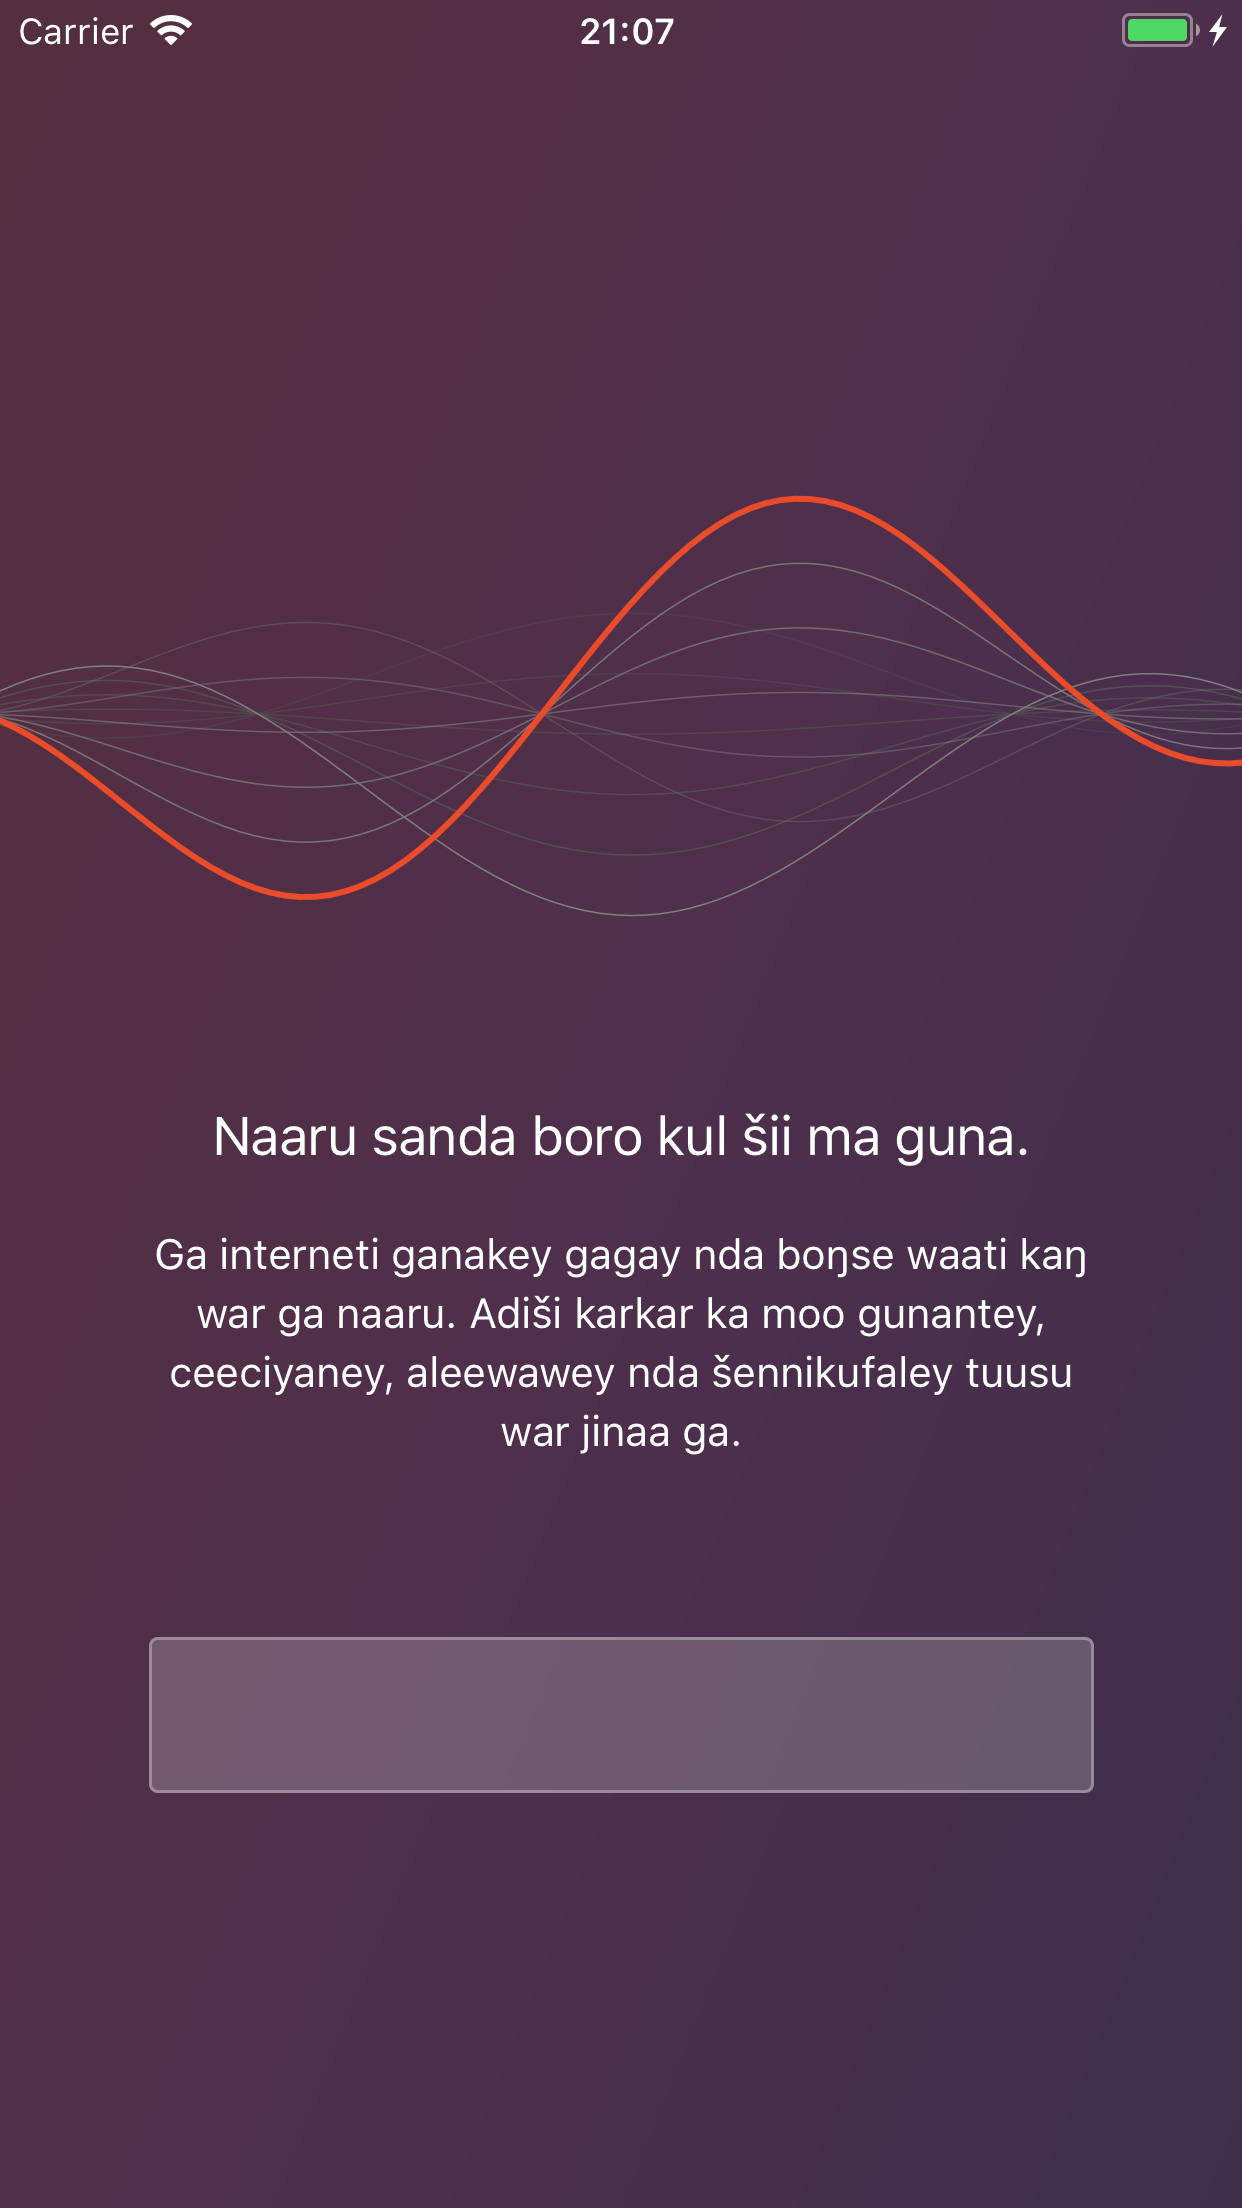 Carrier
21:07
Naaru sanda boro kul šii ma guna.
Ga interneti ganakey gagay nda boŋse waati kaŋ
war ga naaru. Adiši karkar ka moo gunantey,
ceeciyaney, aleewawey nda šennikufaley tuusu
war jinaa ga.